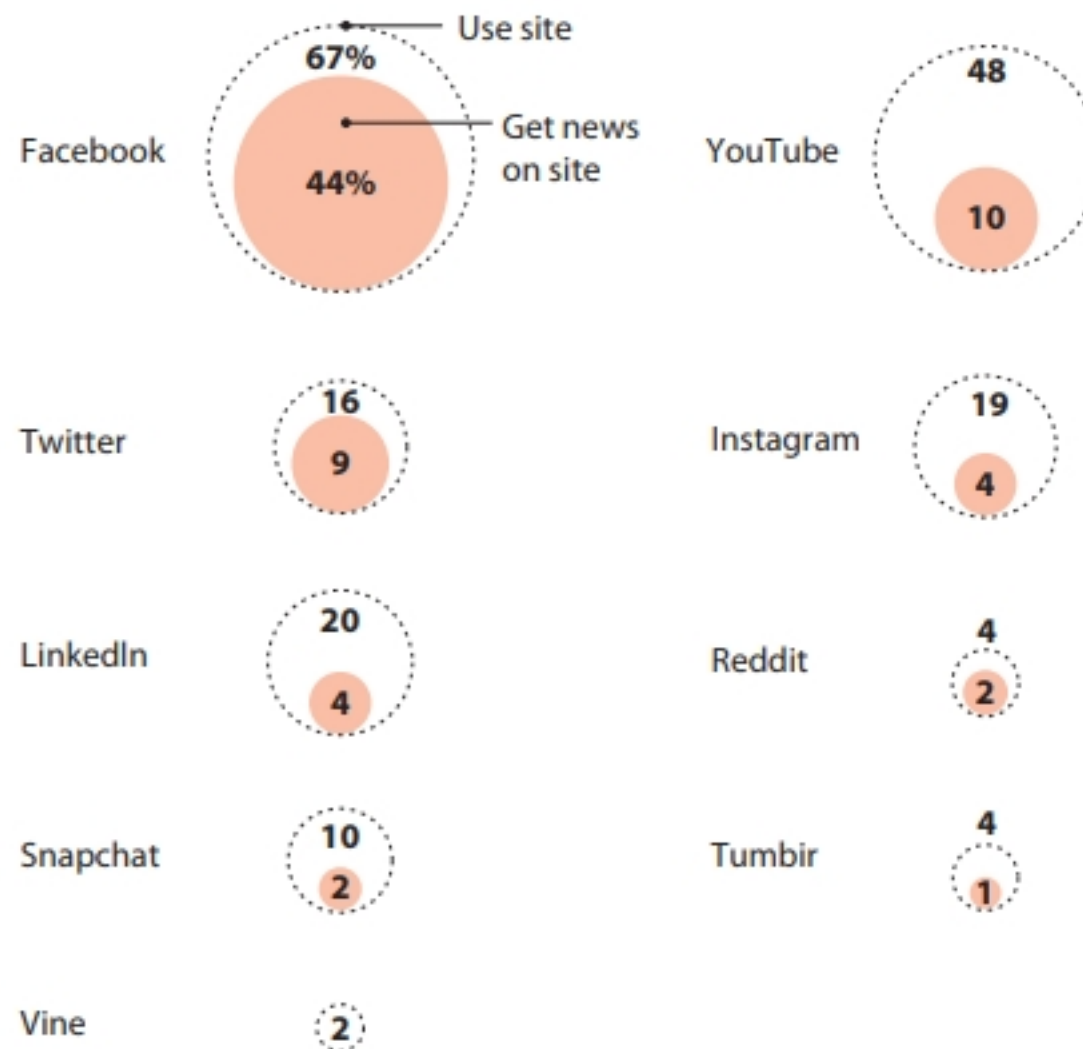 Use site
67%
Facebook
Get news
on site
44%
YouTube
48
10
Twitter
16
9
Instagram
19
4
LinkedIn
20
4
Reddit
4
2
Snapchat
10
2
Tumbir
4
1
Vine
2